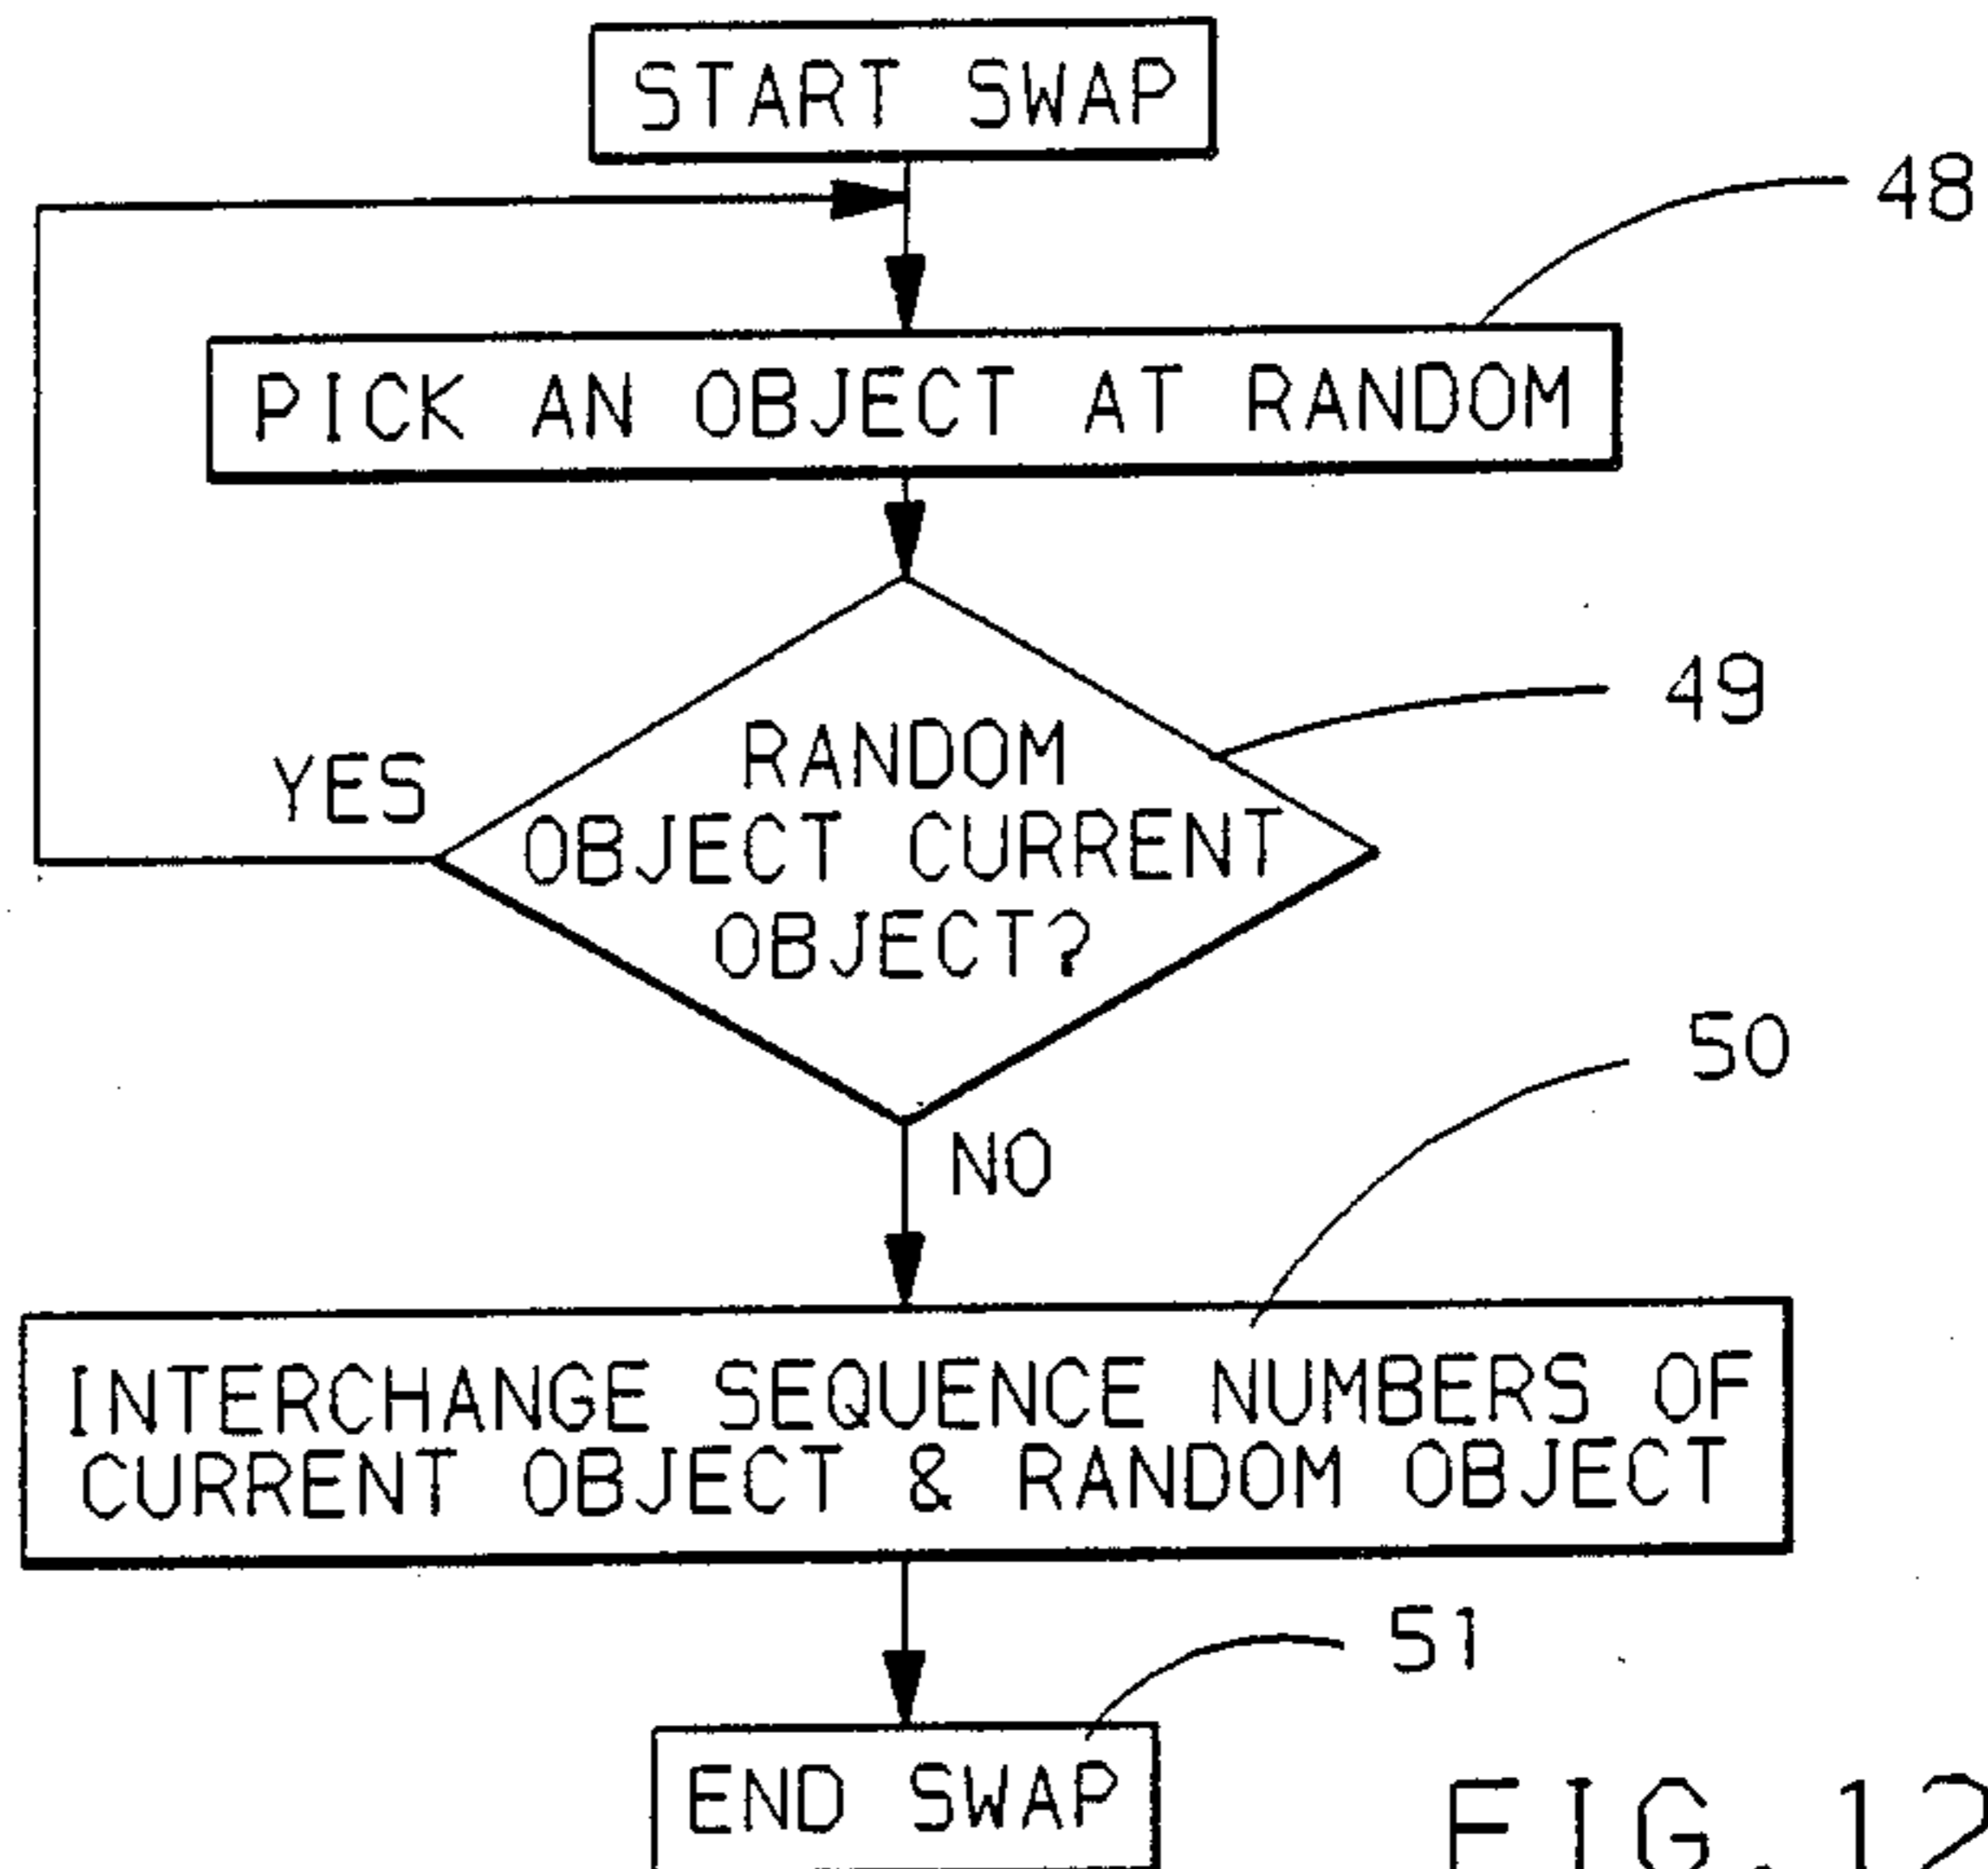 START SWAP
48
PICK AN OBJECT AT RANDOM
49
RANDOM
YES
OBJECT CURRENT
OBJECT?
50
NO
INTERCHANGE SEQUENCE NUMBERS OF
CURRENT OBJECT & RANDOM OBJECT
51
END SWAP
FIG. 12